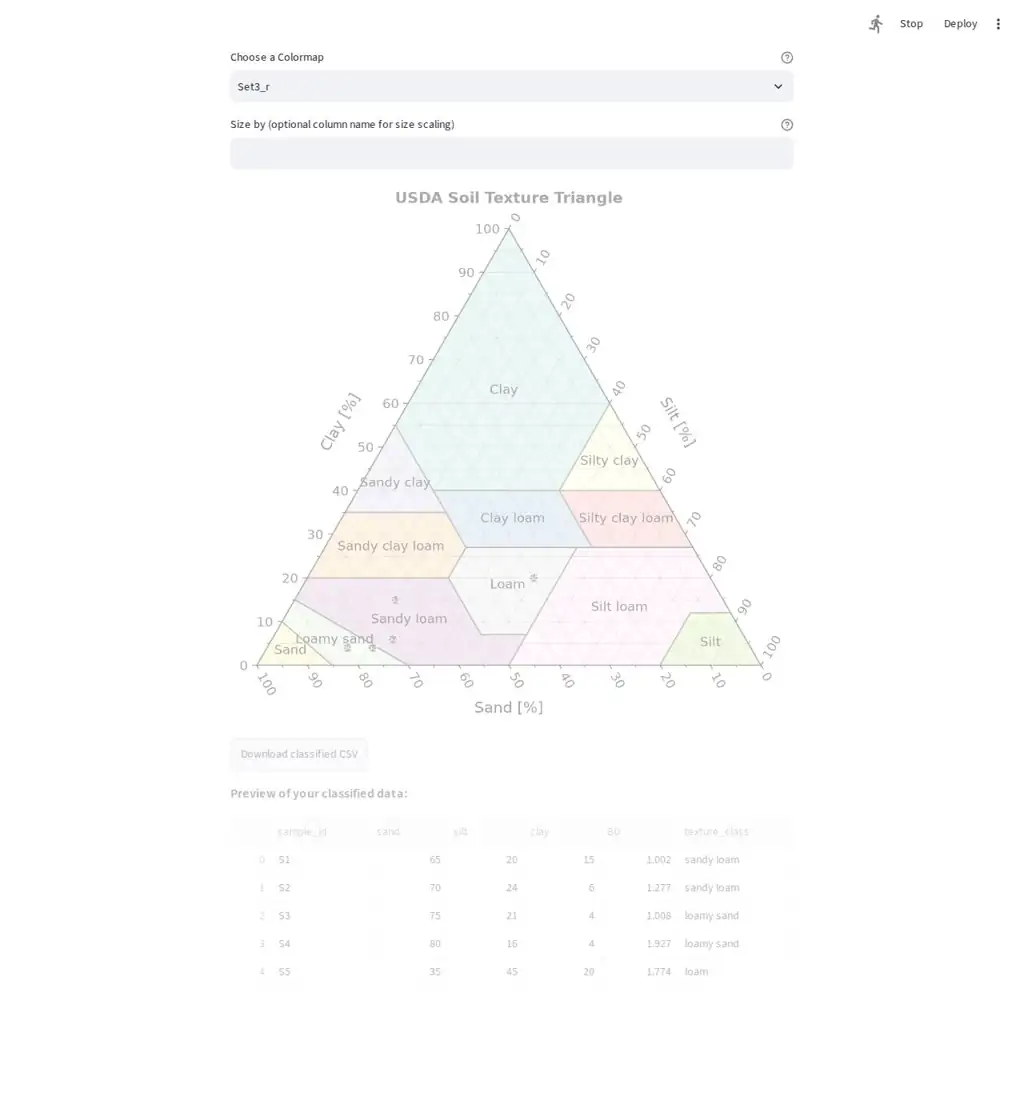 Stop Deploy
Choose a Colormap
Set3_r
Size by (optional column name for size scaling)
USDA Soil Texture Triangle
100 0
90 10
80 20
70 30
60 40
50 50
40 60
30 70
20 80
10 90
0 100
Clay [%]
Silt [%]
Clay
Silty clay
Sandy clay
Clay loam
Silty clay loam
Sandy clay loam
Loam
Silt loam
Sandy loam
Loamy sand
Silt
Sand
100 90 80 70 60 50 40 30 20 10 0
Sand [%]
Download classified CSV
Preview of your classified data:
sample_id sand silt clay BD texture_class
0 S1 65 20 15 1.002 sandy loam
1 S2 70 24 6 1.277 sandy loam
2 S3 75 21 4 1.008 loamy sand
3 S4 80 16 4 1.927 loamy sand
4 S5 35 45 20 1.774 loam